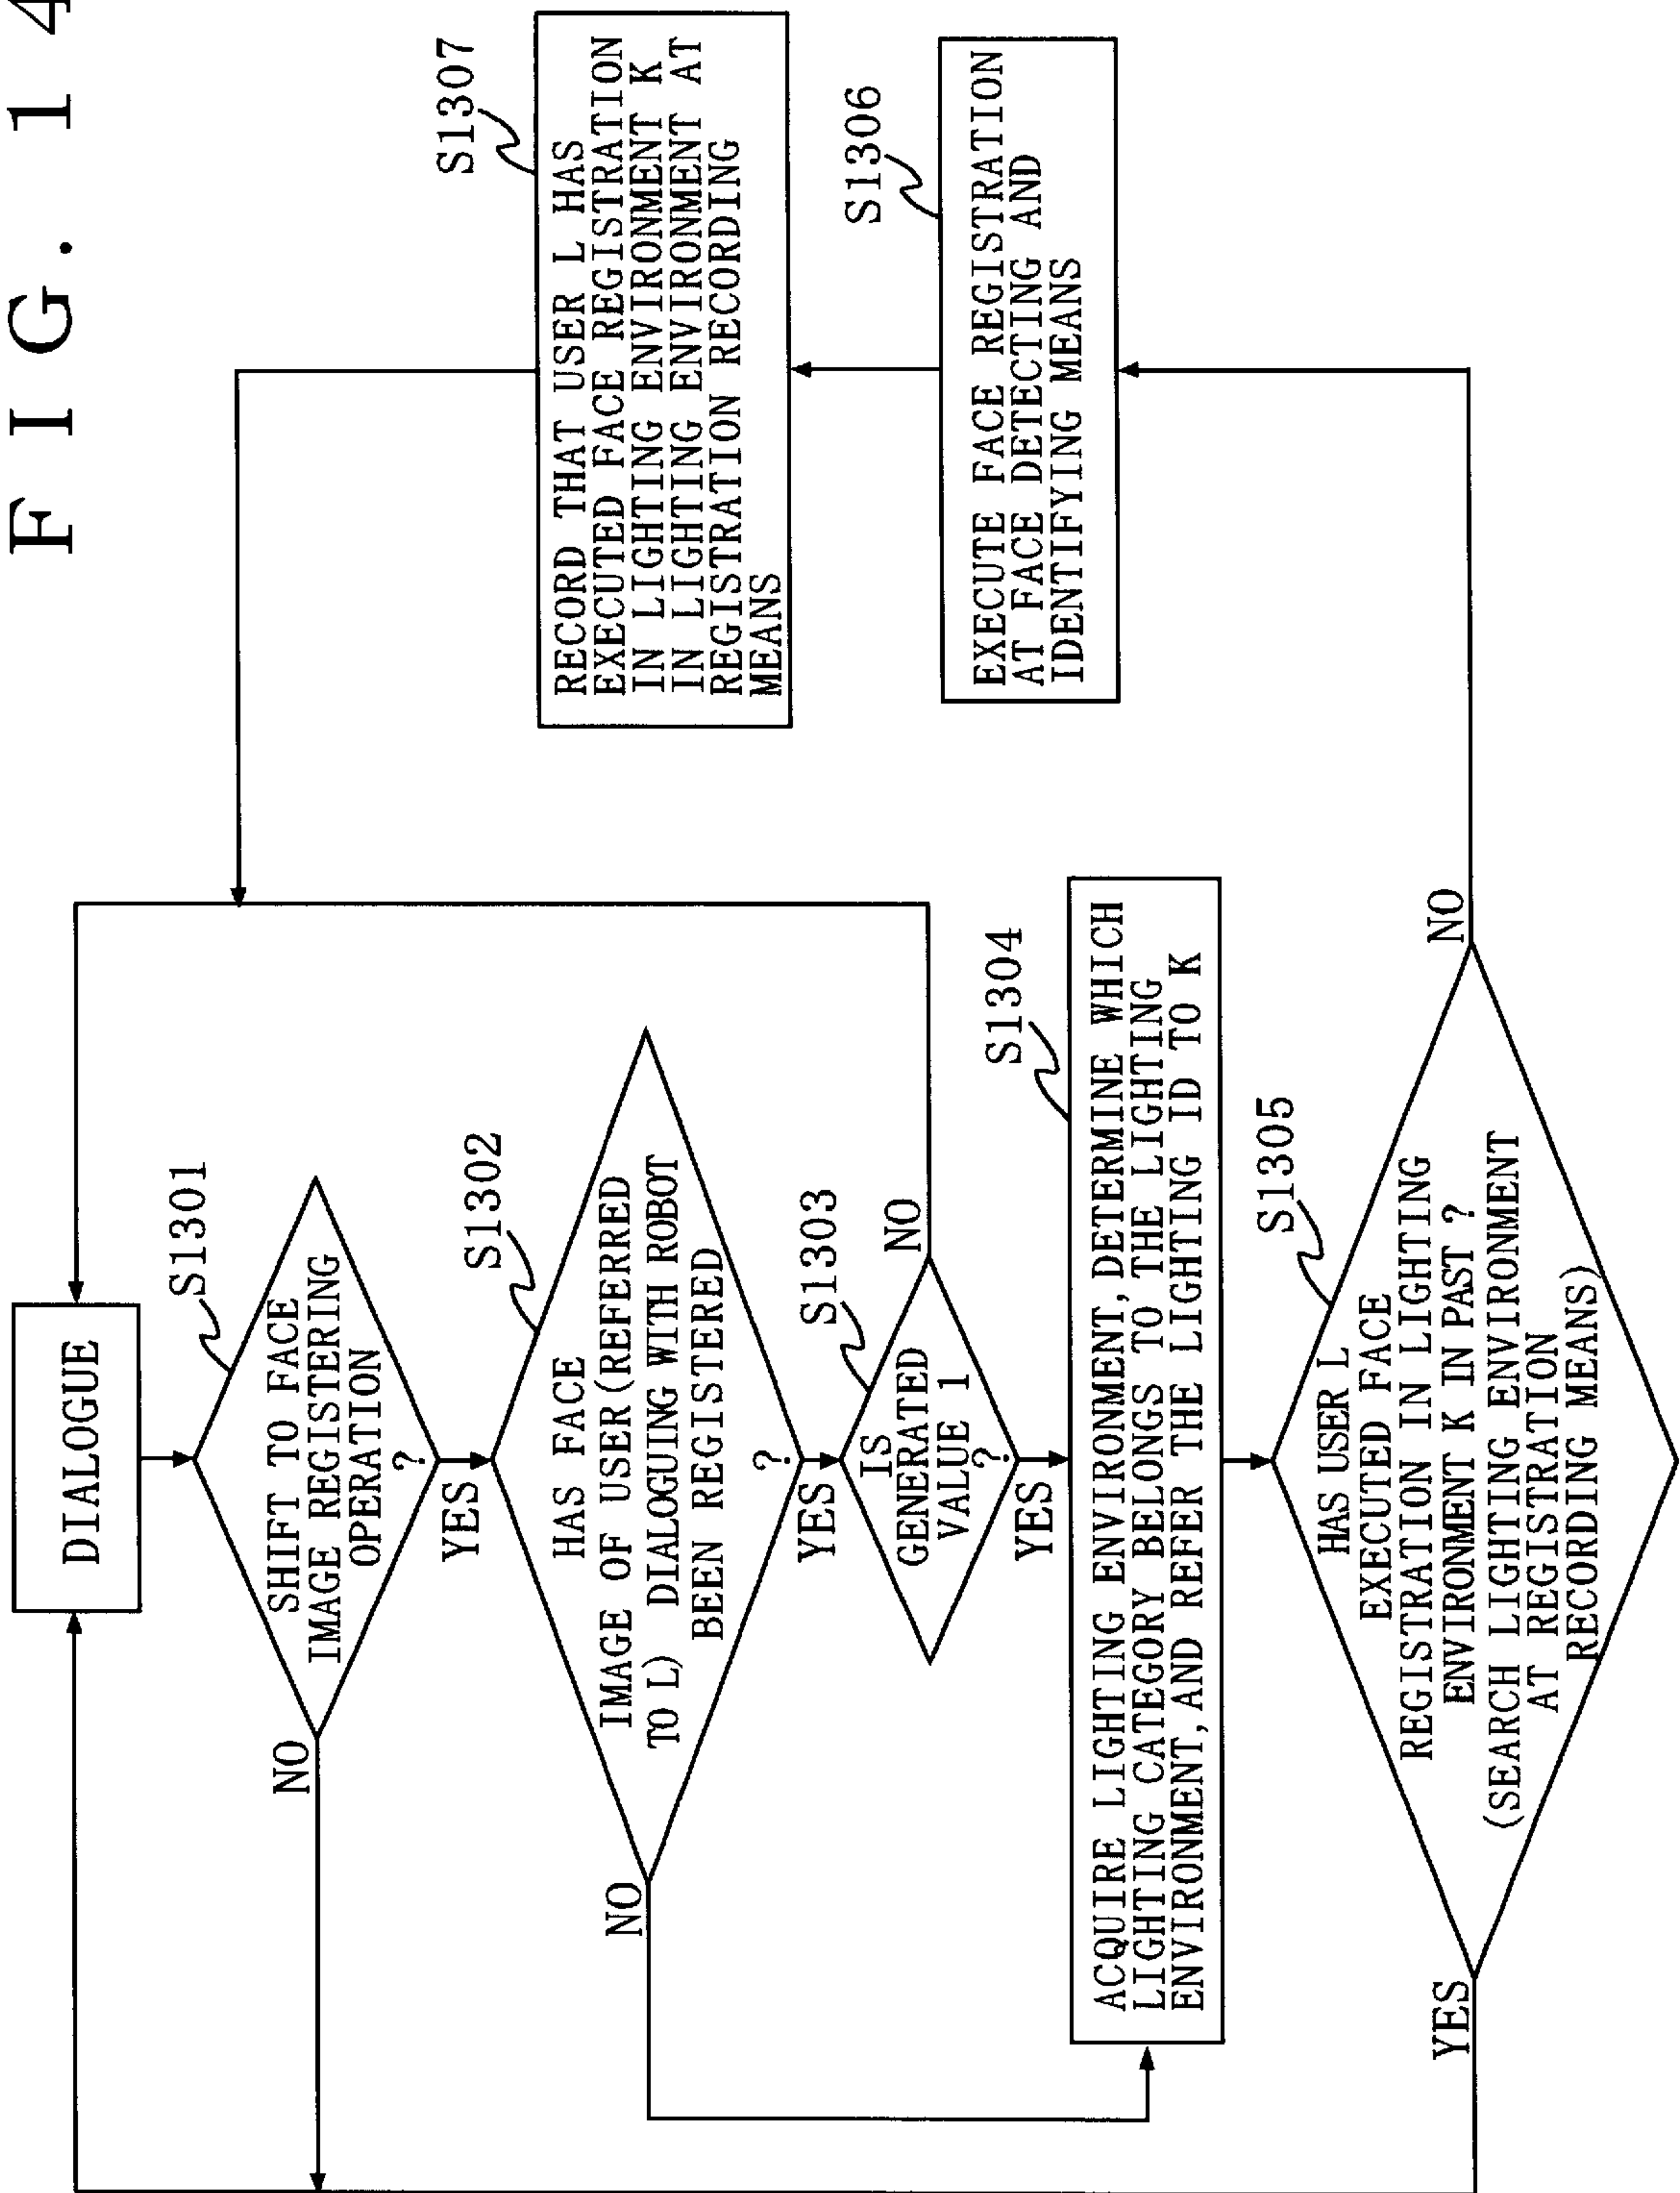 FIG. 14
DIALOGUE
S1301
SHIFT TO FACE
IMAGE REGISTERING
OPERATION
?
NO
YES
S1302
HAS FACE
IMAGE OF USER(REFERRED
TO L) DIALOGUING WITH ROBOT
BEEN REGISTERED
?
NO
YES
S1303
IS
GENERATED
VALUE 1
?
NO
YES
S1304
ACQUIRE LIGHTING ENVIRONMENT,DETERMINE WHICH
LIGHTING CATEGORY BELONGS TO THE LIGHTING
ENVIRONMENT,AND REFER THE LIGHTING ID TO K
S1305
HAS USER L
EXECUTED FACE
REGISTRATION IN LIGHTING
ENVIRONMENT K IN PAST ?
(SEARCH LIGHTING ENVIRONMENT
AT REGISTRATION
RECORDING MEANS)
YES
NO
S1306
EXECUTE FACE REGISTRATION
AT FACE DETECTING AND
IDENTIFYING MEANS
S1307
RECORD THAT USER L HAS
EXECUTED FACE REGISTRATION
IN LIGHTING ENVIRONMENT K
IN LIGHTING ENVIRONMENT AT
REGISTRATION RECORDING
MEANS